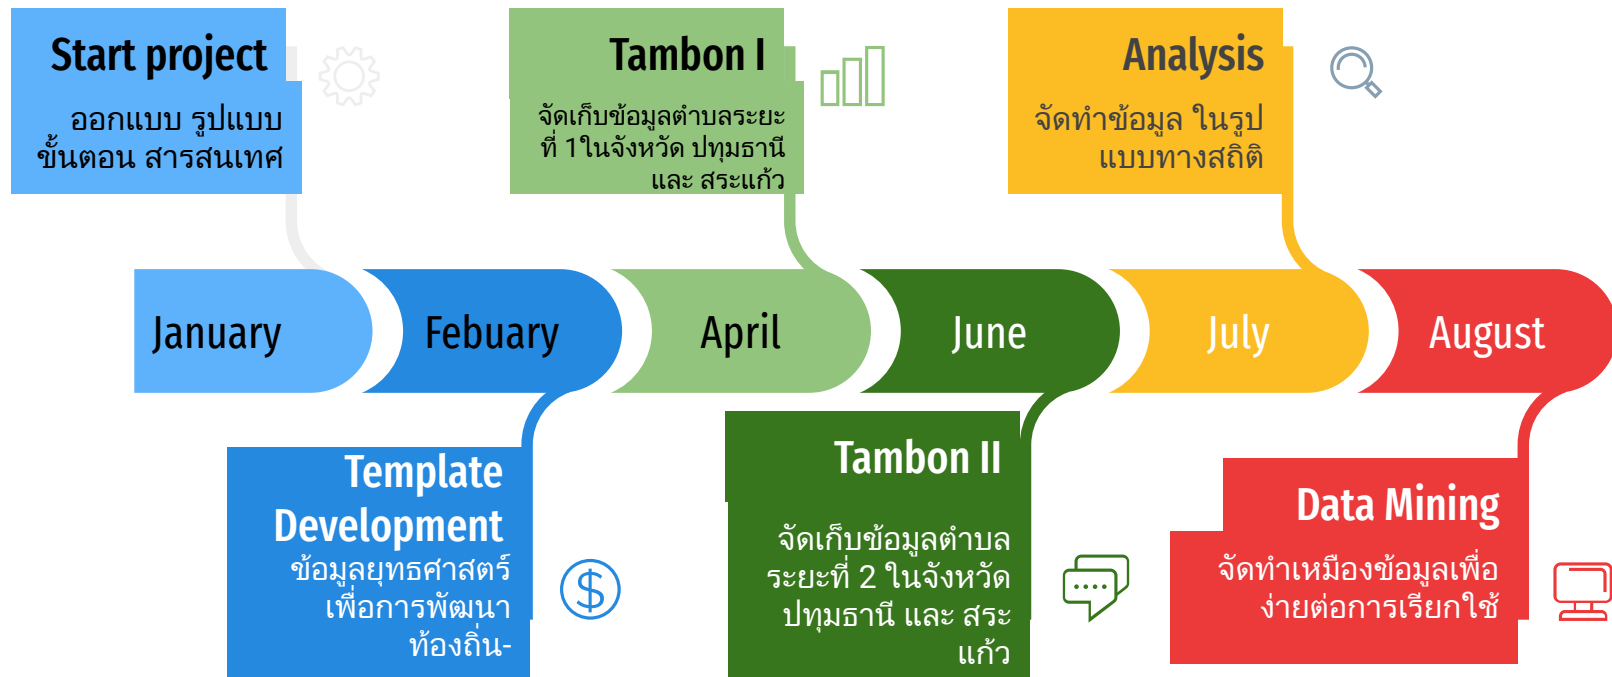 Start project
ออกแบบ รูปแบบ
ขั้นตอน สารสนเทศ
Tambon I
จัดเก็บข้อมูลตำบลระยะ
ที่ 1ในจังหวัด ปทุมธานี
และ สระแก้ว
Analysis
จัดทำข้อมูล ในรูป
แบบทางสถิติ
January
Febuary
April
June
July
August
Template
Development
ข้อมูลยุทธศาสตร์
เพื่อการพัฒนา
ท้องถิ่น-
Tambon II
จัดเก็บข้อมูลตำบล
ระยะที่ 2 ในจังหวัด
ปทุมธานี และ สระ
แก้ว
Data Mining
จัดทำเหมืองข้อมูลเพื่อ
ง่ายต่อการเรียกใช้